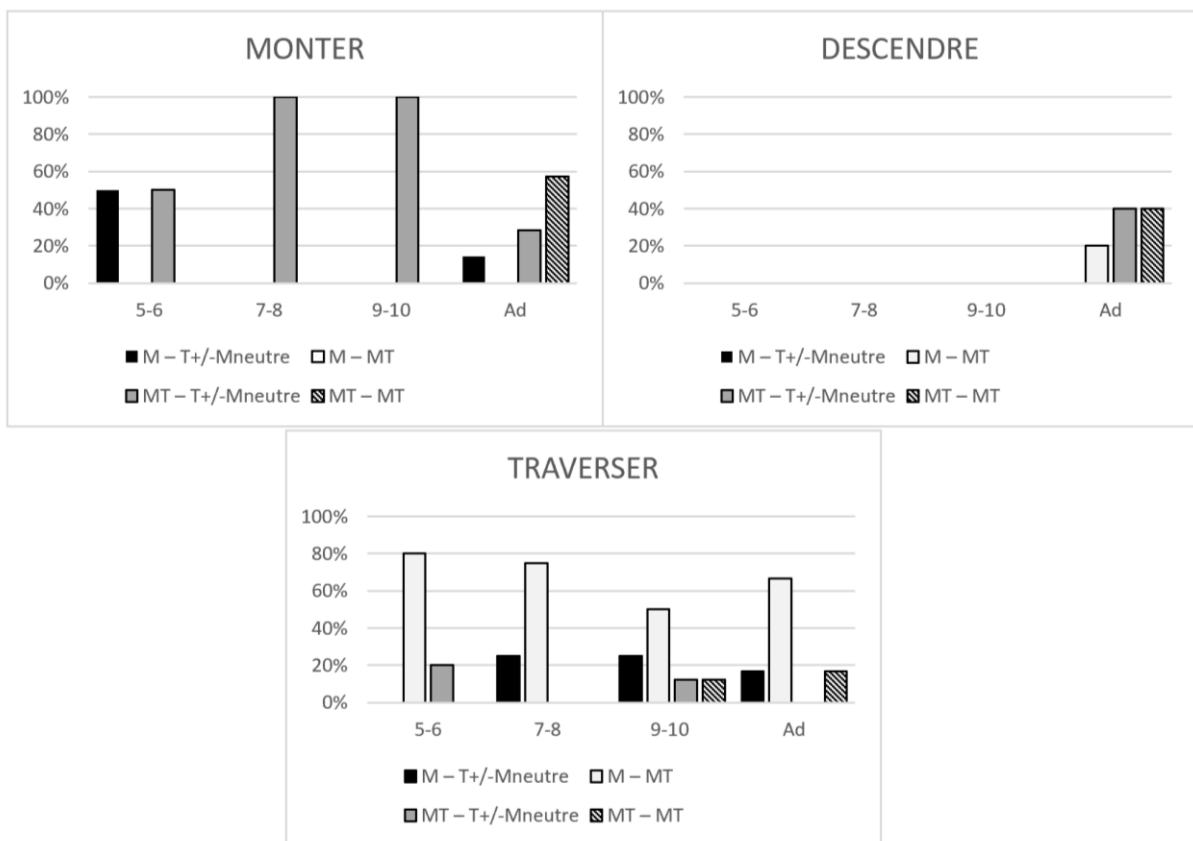 MONTER
100%
80%
60%
40%
20%
0%
5-6 7-8 9-10 Ad
M – T+/-Mneutre M – MT
MT – T+/-Mneutre MT – MT
DESCENDRE
100%
80%
60%
40%
20%
0%
5-6 7-8 9-10 Ad
M – T+/-Mneutre M – MT
MT – T+/-Mneutre MT – MT
TRAVERSER
100%
80%
60%
40%
20%
0%
5-6 7-8 9-10 Ad
M – T+/-Mneutre M – MT
MT – T+/-Mneutre MT – MT